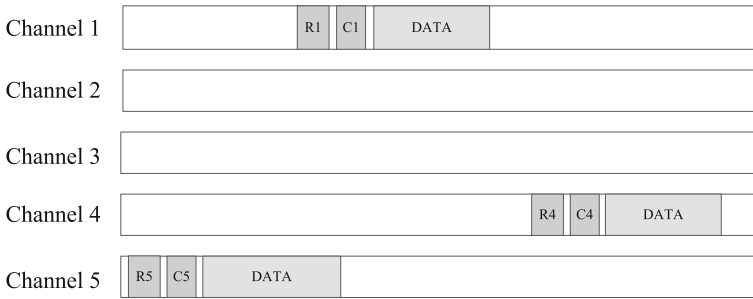 Channel 1 R1 C1 DATA
Channel 2
Channel 3
Channel 4 R4 C4 DATA
Channel 5 R5 C5 DATA